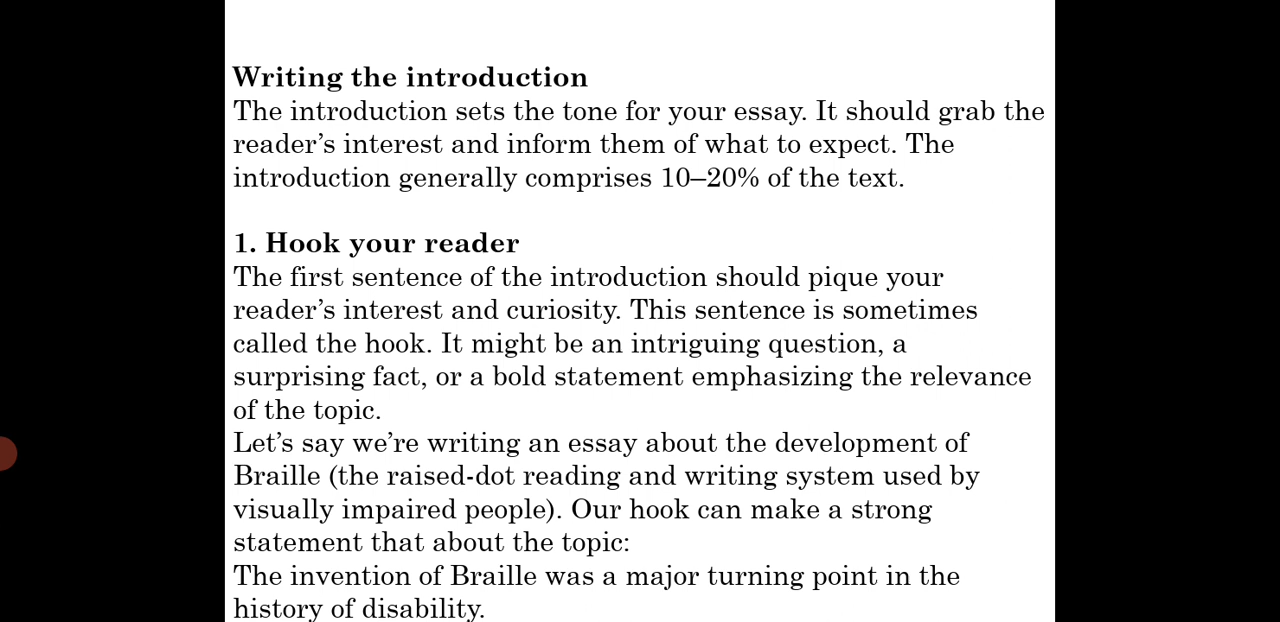 Writing the introduction
The introduction sets the tone for your essay. It should grab the
reader’s interest and inform them of what to expect. The
introduction generally comprises 10–20% of the text.
1. Hook your reader
The first sentence of the introduction should pique your
reader’s interest and curiosity. This sentence is sometimes
called the hook. It might be an intriguing question, a
surprising fact, or a bold statement emphasizing the relevance
of the topic.
Let’s say we’re writing an essay about the development of
Braille (the raised-dot reading and writing system used by
visually impaired people). Our hook can make a strong
statement that about the topic:
The invention of Braille was a major turning point in the
history of disability.